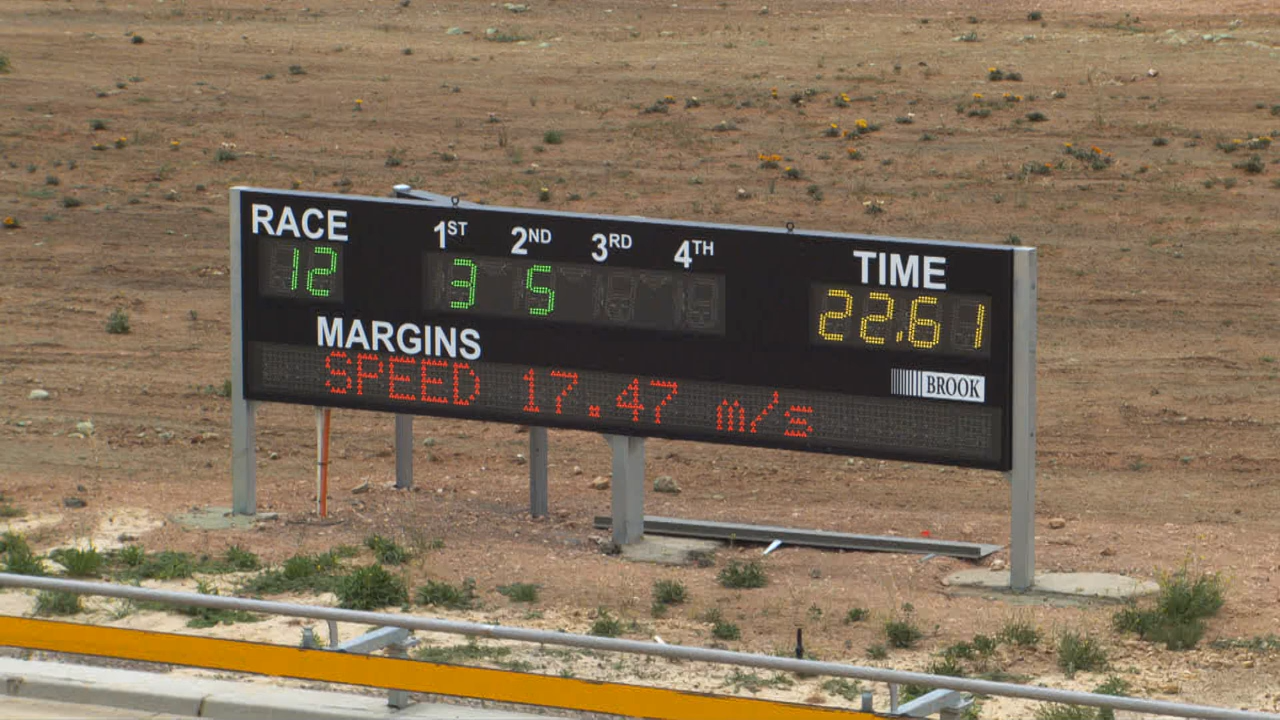 RACE 1ST 2ND 3RD 4TH TIME
12 3 5 22.61
MARGINS
BROOK
SPEED 17.47 m/s